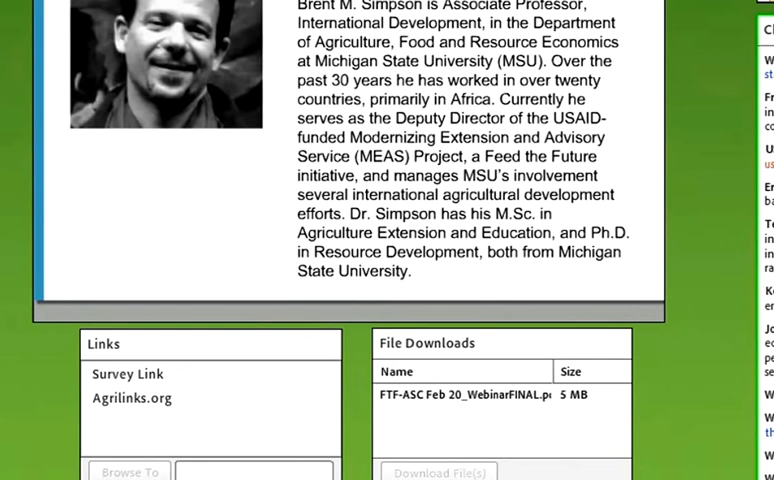 Brent M. Simpson is Associate Professor,
International Development, in the Department
of Agriculture, Food and Resource Economics
at Michigan State University (MSU). Over the
past 30 years he has worked in over twenty
countries, primarily in Africa. Currently he
serves as the Deputy Director of the USAID-
funded Modernizing Extension and Advisory
Service (MEAS) Project, a Feed the Future
initiative, and manages MSU's involvement
several international agricultural development
efforts. Dr. Simpson has his M.Sc. in
Agriculture Extension and Education, and Ph.D.
in Resource Development, both from Michigan
State University.
Links
Survey Link
Agrilinks.org
Browse To
File Downloads
Name Size
FTF-ASC Feb 20_WebinarFINAL.pc 5 MB
Download File(s)